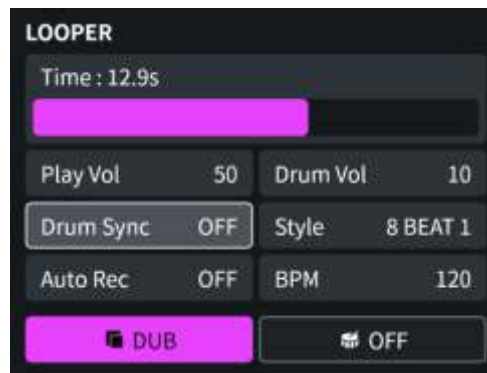 LOOPER
Time : 12.9s
Play Vol 50 Drum Vol 10
Drum Sync OFF Style 8 BEAT 1
Auto Rec OFF BPM 120
DUB OFF